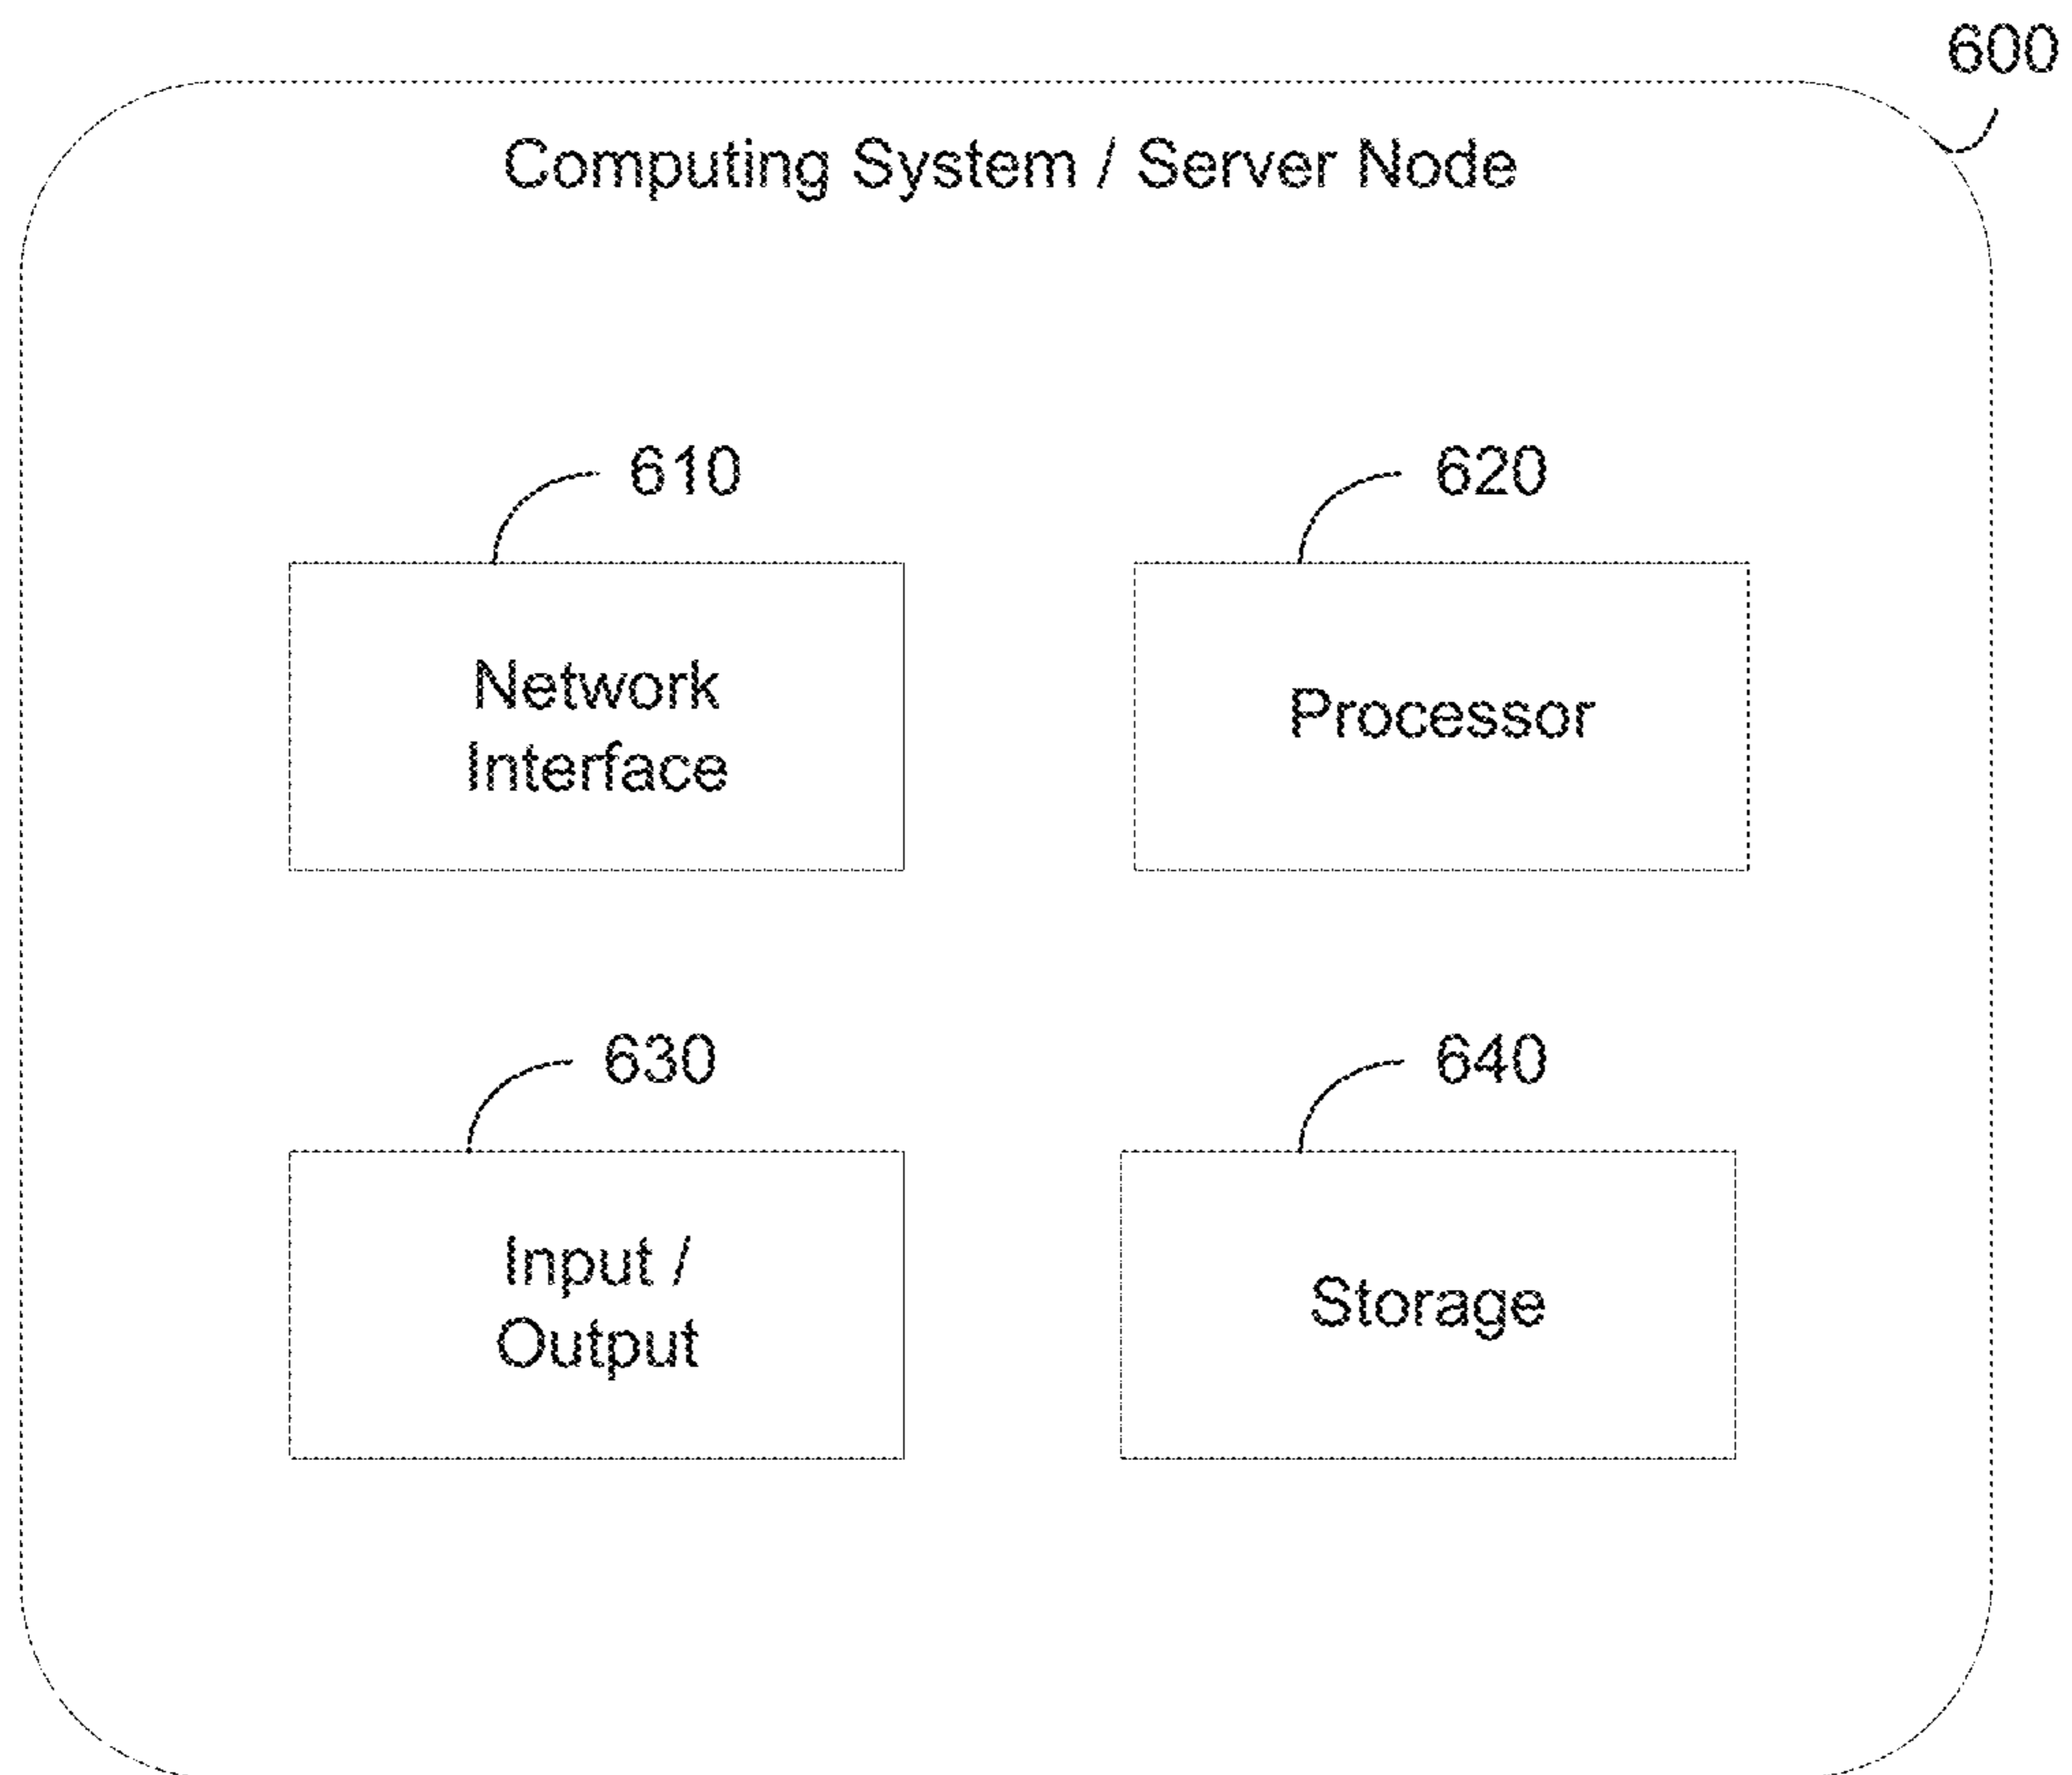 600
Computing System / Server Node
610
620
Network
Interface
Processor
630
640
Input /
Output
Storage